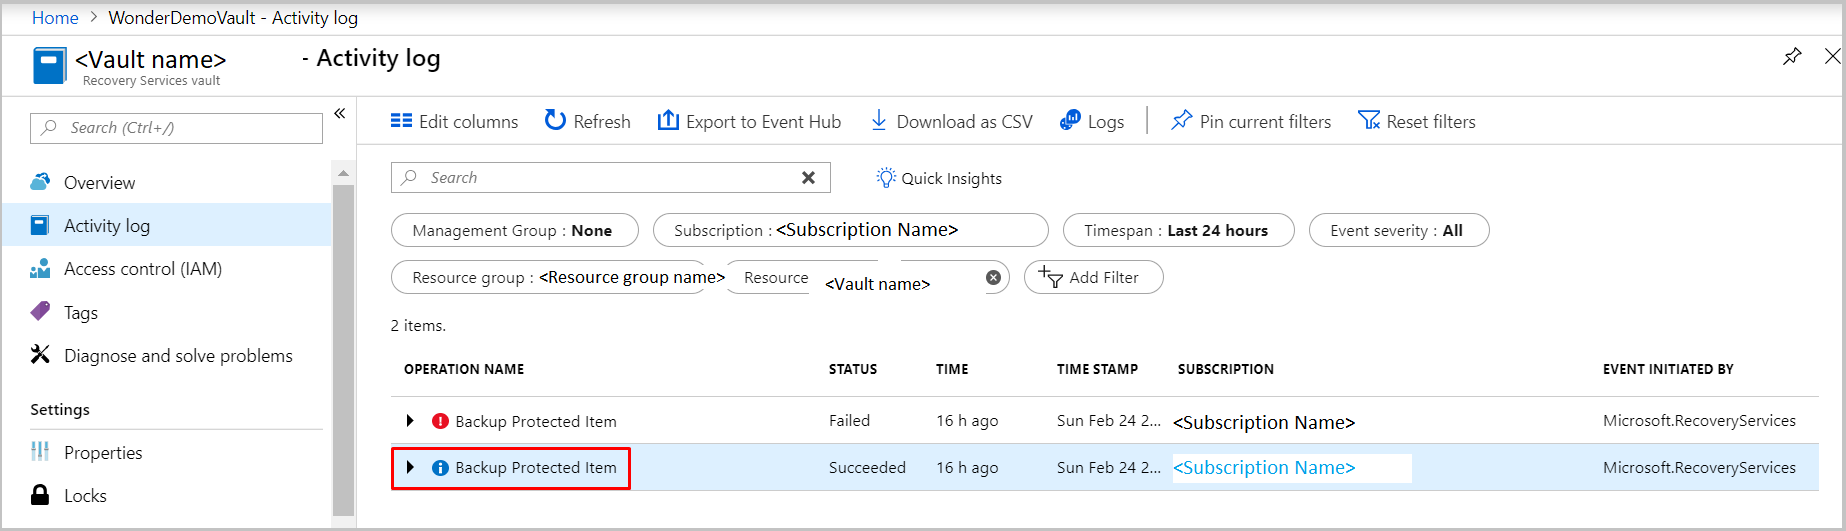 Home > WonderDemoVault - Activity log
<Vault name> - Activity log
Recovery Services vault
Search (Ctrl+/)
«
Overview
Activity log
Access control (IAM)
Tags
Diagnose and solve problems
Settings
Properties
Locks
Edit columns Refresh Export to Event Hub Download as CSV Logs Pin current filters Reset filters
Search Quick Insights
Management Group : None Subscription : <Subscription Name> Timespan : Last 24 hours Event severity : All
Resource group : <Resource group name> Resource <Vault name> Add Filter
2 items.
OPERATION NAME STATUS TIME TIME STAMP SUBSCRIPTION EVENT INITIATED BY
Backup Protected Item Failed 16 h ago Sun Feb 24 2... <Subscription Name> Microsoft.RecoveryServices
Backup Protected Item Succeeded 16 h ago Sun Feb 24 2... <Subscription Name> Microsoft.RecoveryServices